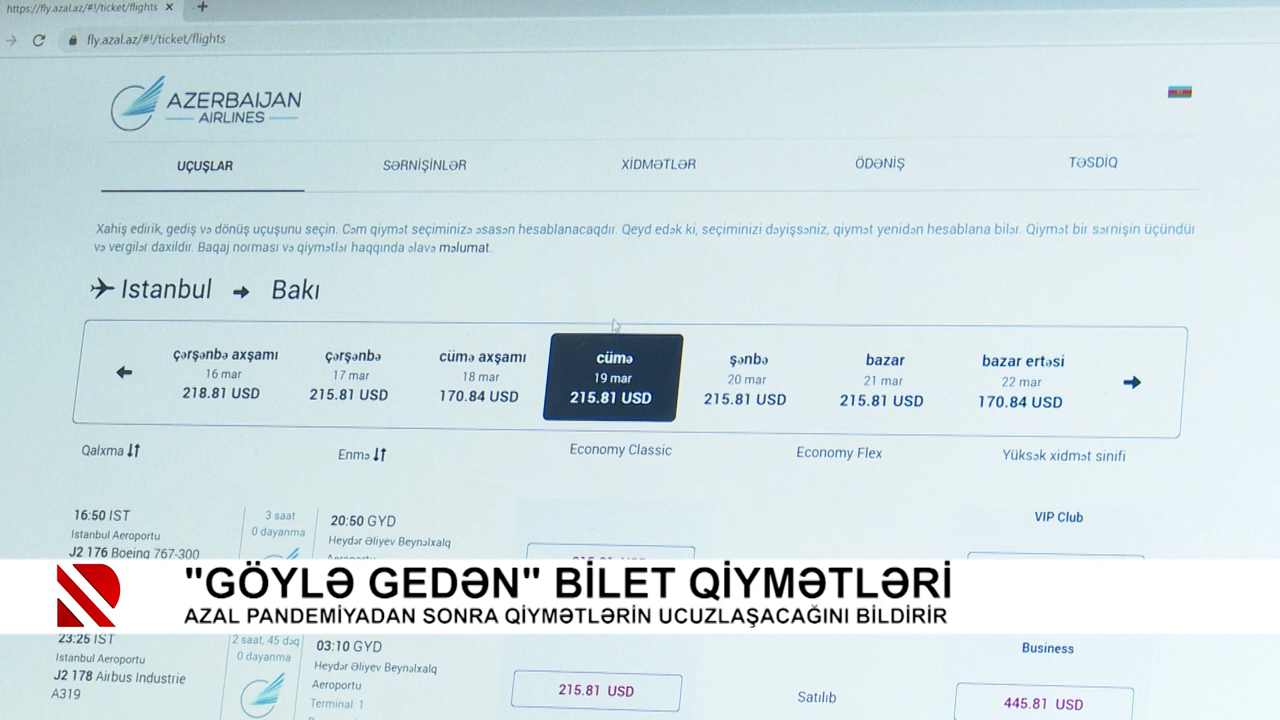 https://fly.azal.az/#!/ticket/flights
fly.azal.az/#!/ticket/flights
AZERBAIJAN
AIRLINES
UÇUŞLAR SƏRNİŞİNLƏR XİDMƏTLƏR ÖDƏNİŞ TƏSDİQ
Xahiş edirik, gediş və dönüş uçuşunu seçin. Cəm qiymət seçiminizə əsasən hesablanacaqdır. Qeyd edək ki, seçiminizi dəyişsəniz, qiymət yenidən hesablana bilər. Qiymət bir sərnişin üçündür
və vergilər daxildir. Baqaj norması və qiymətlər haqqında əlavə məlumat.
Istanbul → Bakı
çərşənbə axşamı çərşənbə cümə axşamı cümə şənbə bazar bazar ertəsi
16 mar 17 mar 18 mar 19 mar 20 mar 21 mar 22 mar
218.81 USD 215.81 USD 170.84 USD 215.81 USD 215.81 USD 215.81 USD 170.84 USD
Qalxma Enmə Economy Classic Economy Flex Yüksək xidmət sinifi
16:50 IST 3 saat 20:50 GYD VIP Club
Istanbul Aeroportu 0 dayanma Heydər Əliyev Beynəlxalq
J2 176 Boeing 767-300
"GÖYLƏ GEDƏN" BİLET QİYMƏTLƏRİ
AZAL PANDEMİYADAN SONRA QİYMƏTLƏRİN UCUZLAŞACAĞINI BİLDİRİR
23:25 IST 2 saat, 45 dəq 03:10 GYD Business
Istanbul Aeroportu 0 dayanma Heydər Əliyev Beynəlxalq
J2 178 Airbus Industrie Aeroportu 215.81 USD Satılıb 445.81 USD
A319 Terminal: 1